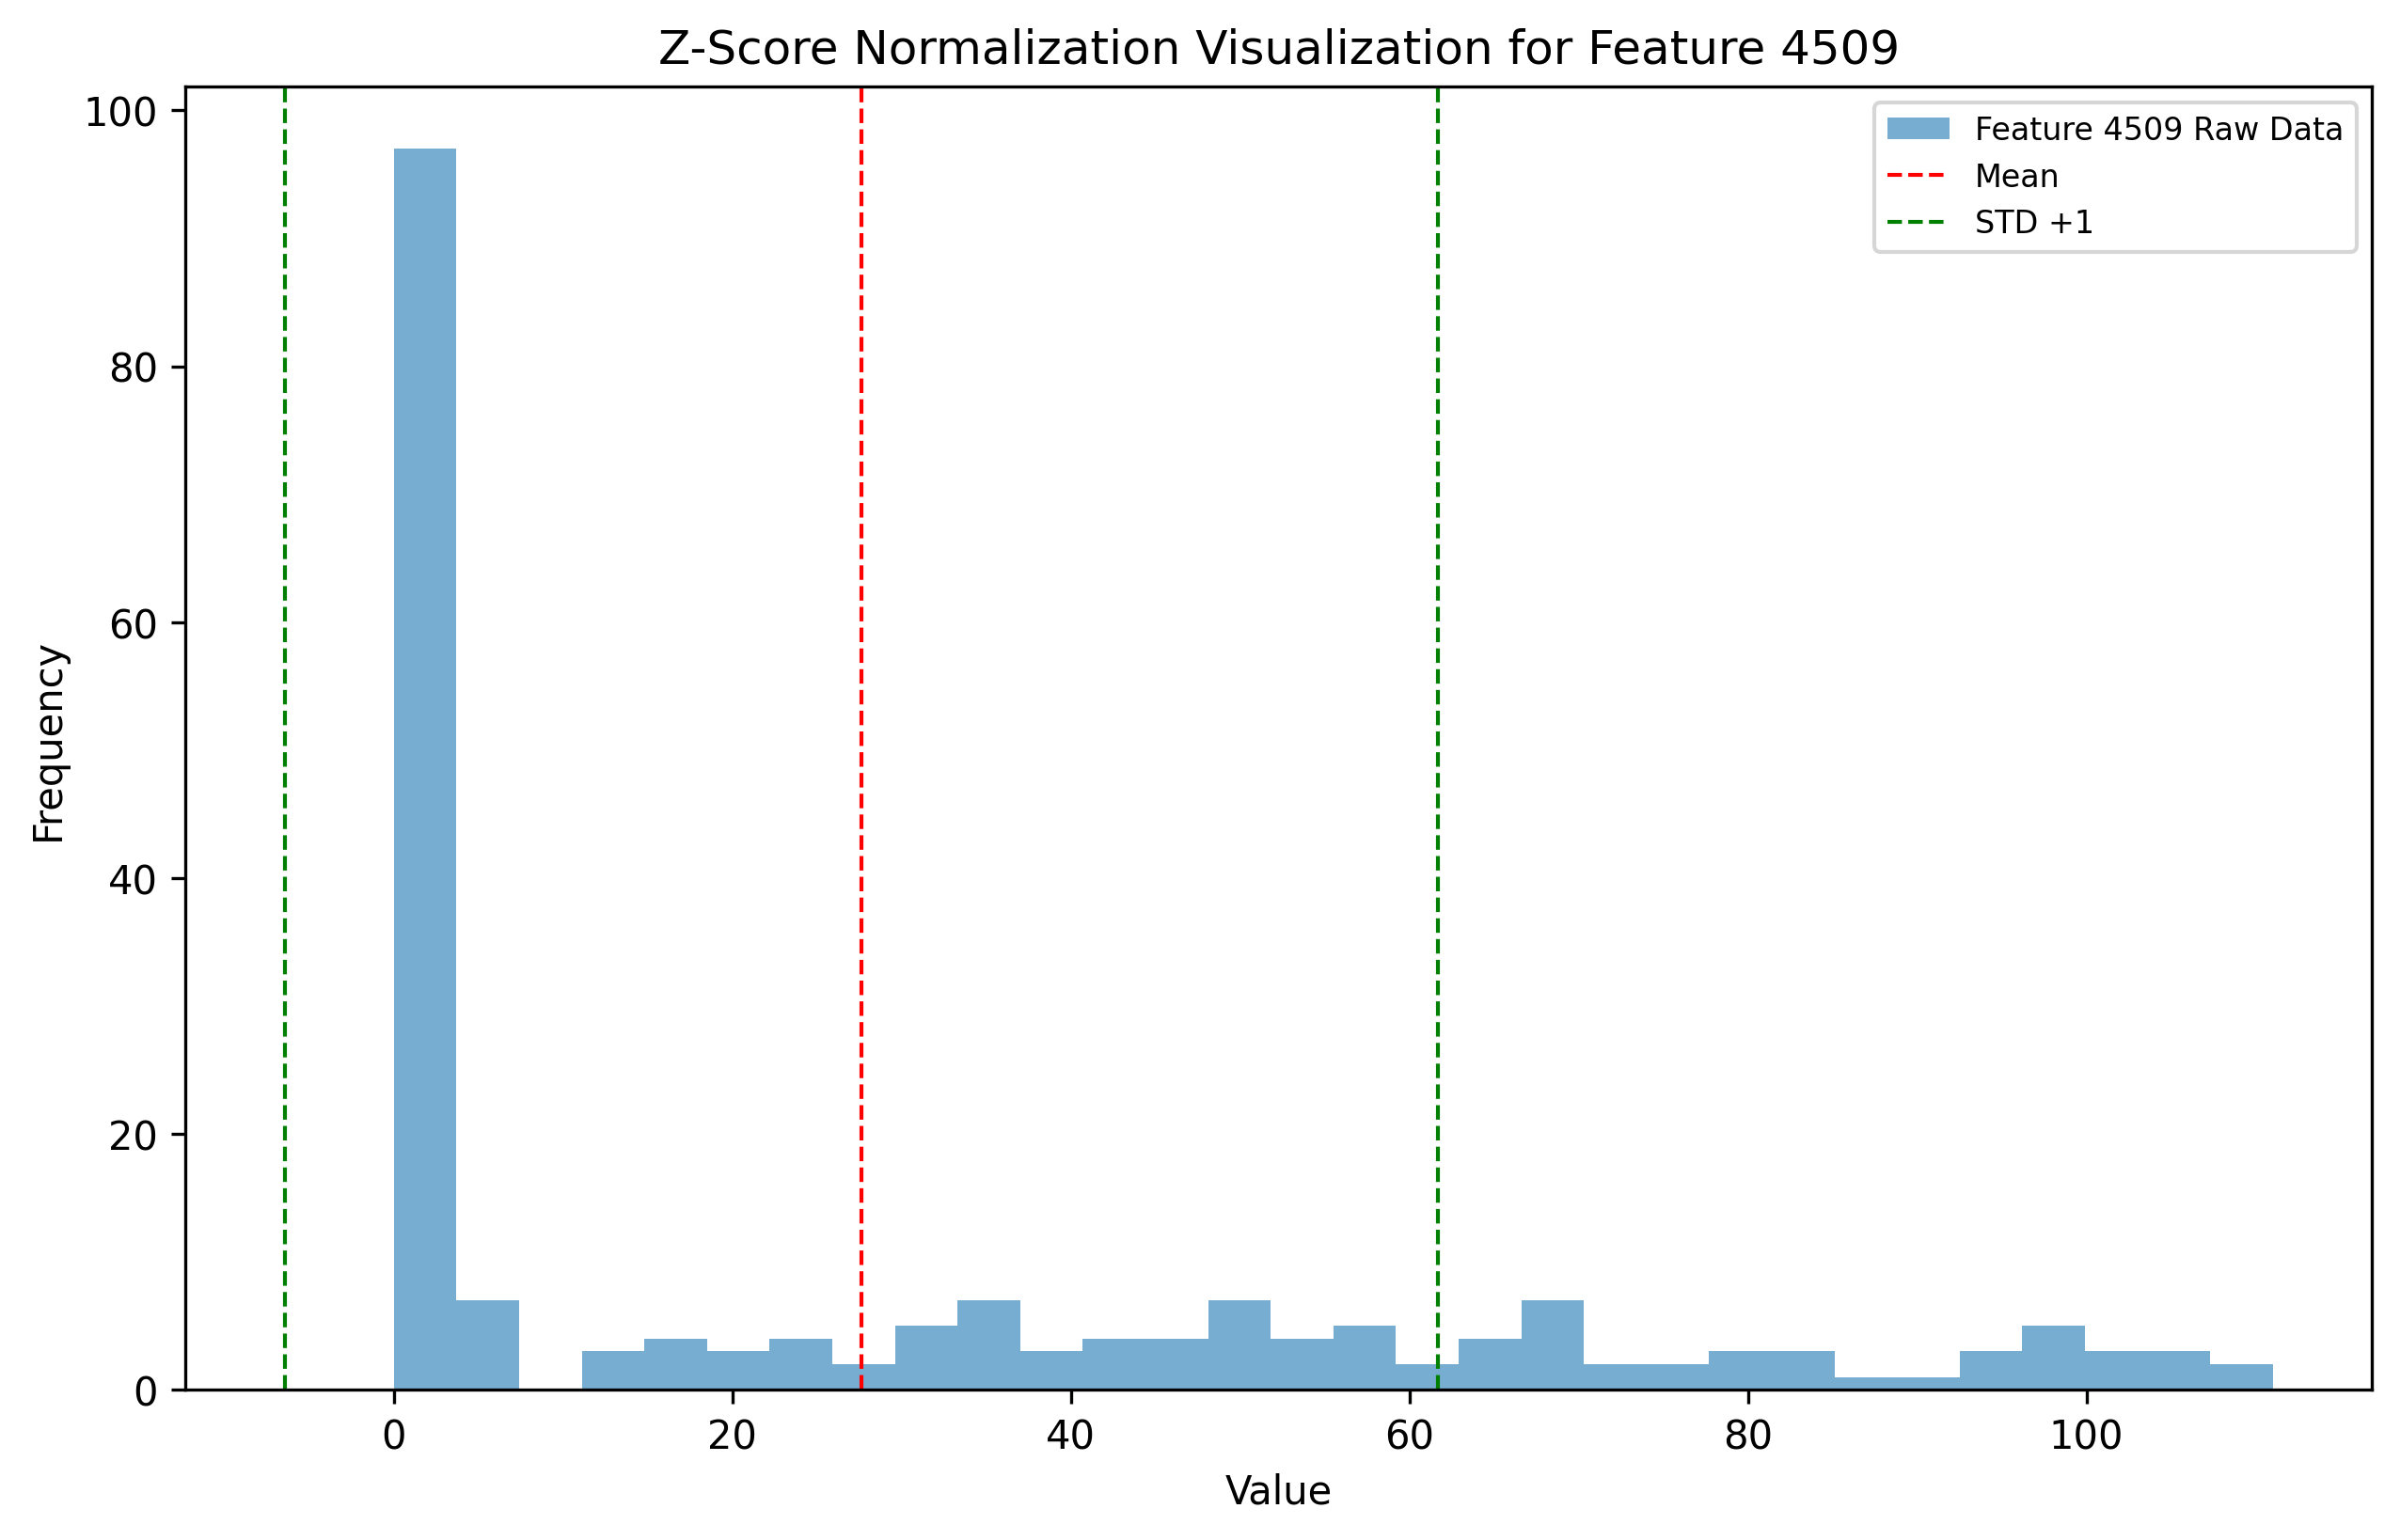 Z-Score Normalization Visualization for Feature 4509
Feature 4509 Raw Data
Mean
STD +1
100
80
60
40
20
0
Frequency
0 20 40 60 80 100
Value